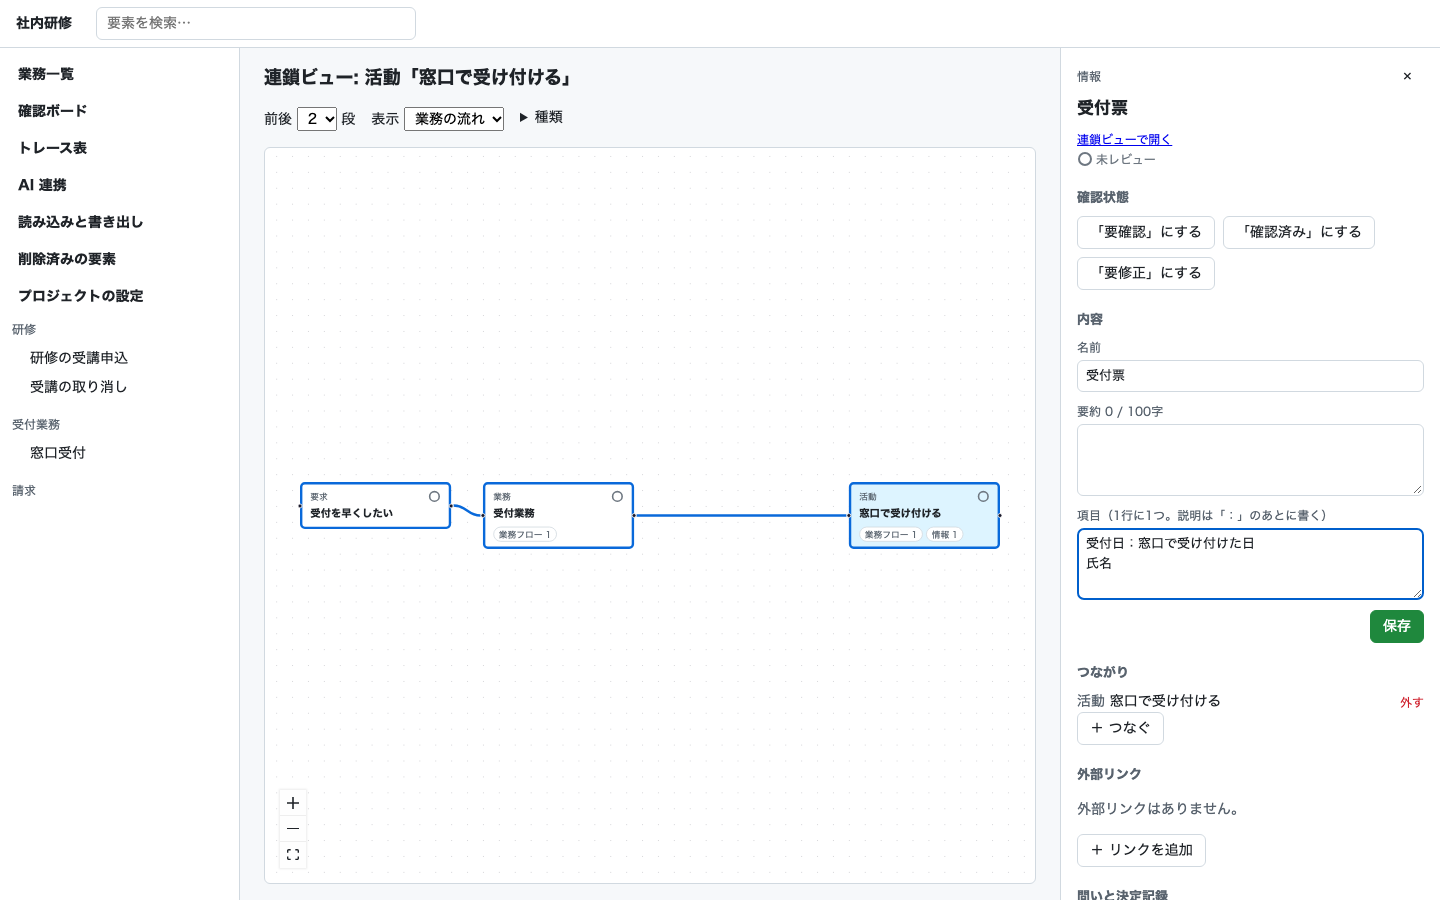 社内研修
要素を検索…
業務一覧
確認ボード
トレース表
AI 連携
読み込みと書き出し
削除済みの要素
プロジェクトの設定
研修
研修の受講申込
受講の取り消し
受付業務
窓口受付
請求
連鎖ビュー: 活動「窓口で受け付ける」
前後 2 段 表示 業務の流れ ▶ 種類
要求
受付を早くしたい
業務
受付業務
業務フロー 1
活動
窓口で受け付ける
業務フロー 1 情報 1
情報 ×
受付票
連鎖ビューで開く
未レビュー
確認状態
「要確認」にする 「確認済み」にする
「要修正」にする
内容
名前
受付票
要約 0 / 100字
項目（1行に1つ。説明は「：」のあとに書く）
受付日：窓口で受け付けた日
氏名
保存
つながり
活動 窓口で受け付ける 外す
＋ つなぐ
外部リンク
外部リンクはありません。
＋ リンクを追加
問いと決定記録